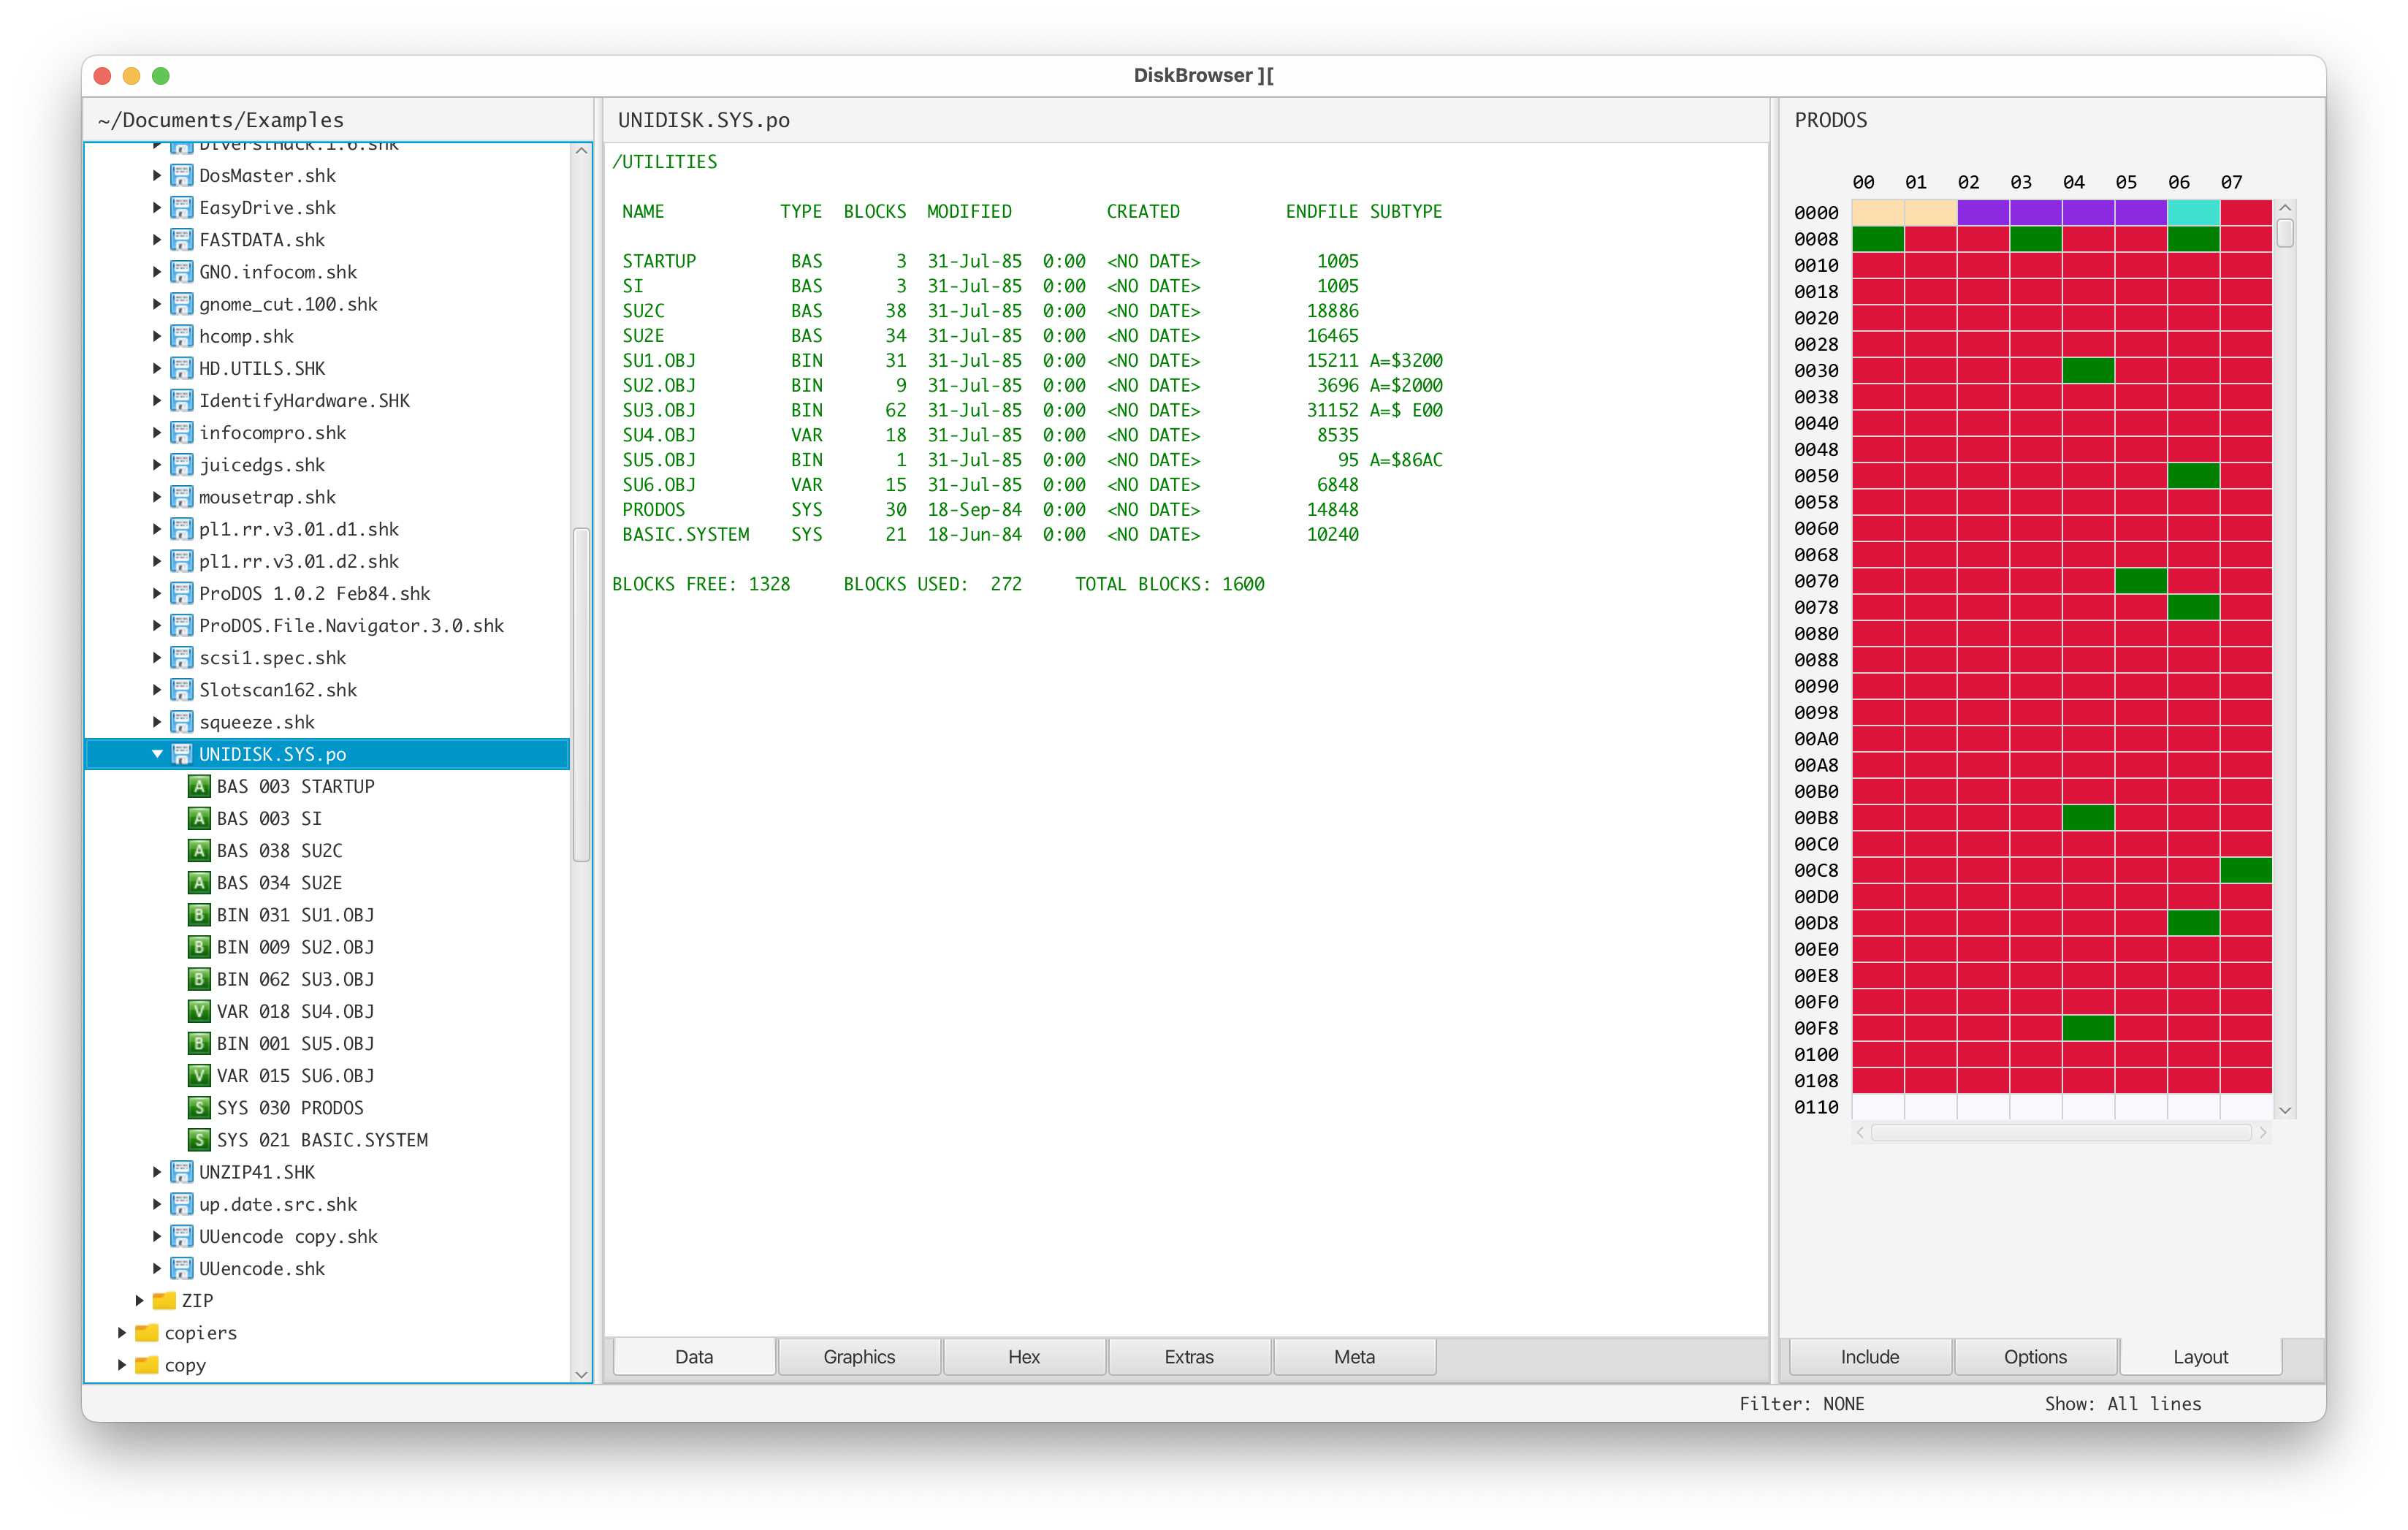 DiskBrowser ][
~/Documents/Examples
DiversiHack.1.6.shk
DosMaster.shk
EasyDrive.shk
FASTDATA.shk
GNO.infocom.shk
gnome_cut.100.shk
hcomp.shk
HD.UTILS.SHK
IdentifyHardware.SHK
infocompro.shk
juicedgs.shk
mousetrap.shk
pl1.rr.v3.01.d1.shk
pl1.rr.v3.01.d2.shk
ProDOS 1.0.2 Feb84.shk
ProDOS.File.Navigator.3.0.shk
scsi1.spec.shk
Slotscan162.shk
squeeze.shk
UNIDISK.SYS.po
A BAS 003 STARTUP
A BAS 003 SI
A BAS 038 SU2C
A BAS 034 SU2E
B BIN 031 SU1.OBJ
B BIN 009 SU2.OBJ
B BIN 062 SU3.OBJ
V VAR 018 SU4.OBJ
B BIN 001 SU5.OBJ
V VAR 015 SU6.OBJ
S SYS 030 PRODOS
S SYS 021 BASIC.SYSTEM
UNZIP41.SHK
up.date.src.shk
UUencode copy.shk
UUencode.shk
ZIP
copiers
copy
UNIDISK.SYS.po
/UTILITIES
NAME TYPE BLOCKS MODIFIED CREATED ENDFILE SUBTYPE
STARTUP BAS 3 31-Jul-85 0:00 <NO DATE> 1005
SI BAS 3 31-Jul-85 0:00 <NO DATE> 1005
SU2C BAS 38 31-Jul-85 0:00 <NO DATE> 18886
SU2E BAS 34 31-Jul-85 0:00 <NO DATE> 16465
SU1.OBJ BIN 31 31-Jul-85 0:00 <NO DATE> 15211 A=$3200
SU2.OBJ BIN 9 31-Jul-85 0:00 <NO DATE> 3696 A=$2000
SU3.OBJ BIN 62 31-Jul-85 0:00 <NO DATE> 31152 A=$ E00
SU4.OBJ VAR 18 31-Jul-85 0:00 <NO DATE> 8535
SU5.OBJ BIN 1 31-Jul-85 0:00 <NO DATE> 95 A=$86AC
SU6.OBJ VAR 15 31-Jul-85 0:00 <NO DATE> 6848
PRODOS SYS 30 18-Sep-84 0:00 <NO DATE> 14848
BASIC.SYSTEM SYS 21 18-Jun-84 0:00 <NO DATE> 10240
BLOCKS FREE: 1328 BLOCKS USED: 272 TOTAL BLOCKS: 1600
Data Graphics Hex Extras Meta
PRODOS
00 01 02 03 04 05 06 07
0000
0008
0010
0018
0020
0028
0030
0038
0040
0048
0050
0058
0060
0068
0070
0078
0080
0088
0090
0098
00A0
00A8
00B0
00B8
00C0
00C8
00D0
00D8
00E0
00E8
00F0
00F8
0100
0108
0110
Include Options Layout
Filter: NONE Show: All lines